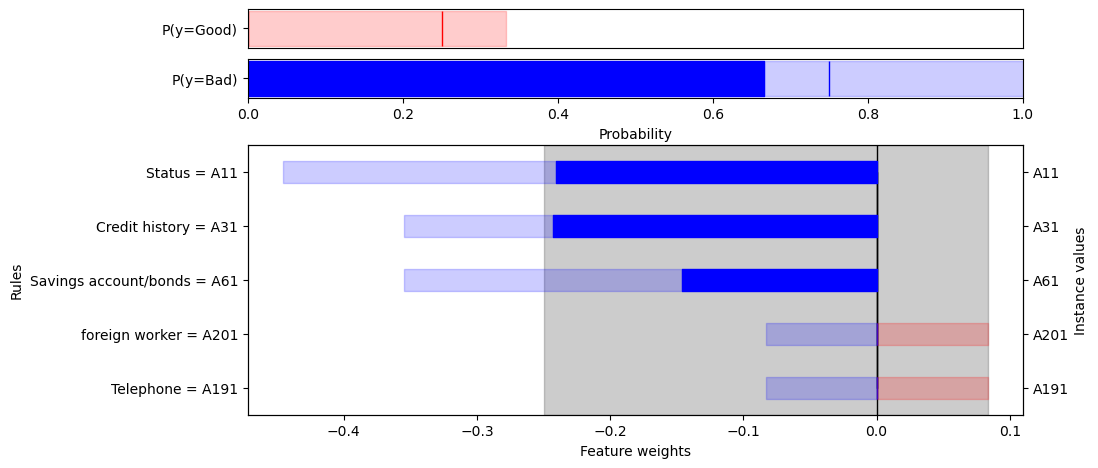 P(y=Good)
P(y=Bad)
0.0 0.2 0.4 0.6 0.8 1.0
Probability
Status = A11 A11
Credit history = A31 A31
Savings account/bonds = A61 A61
foreign worker = A201 A201
Telephone = A191 A191
Rules
Instance values
−0.4 −0.3 −0.2 −0.1 0.0 0.1
Feature weights